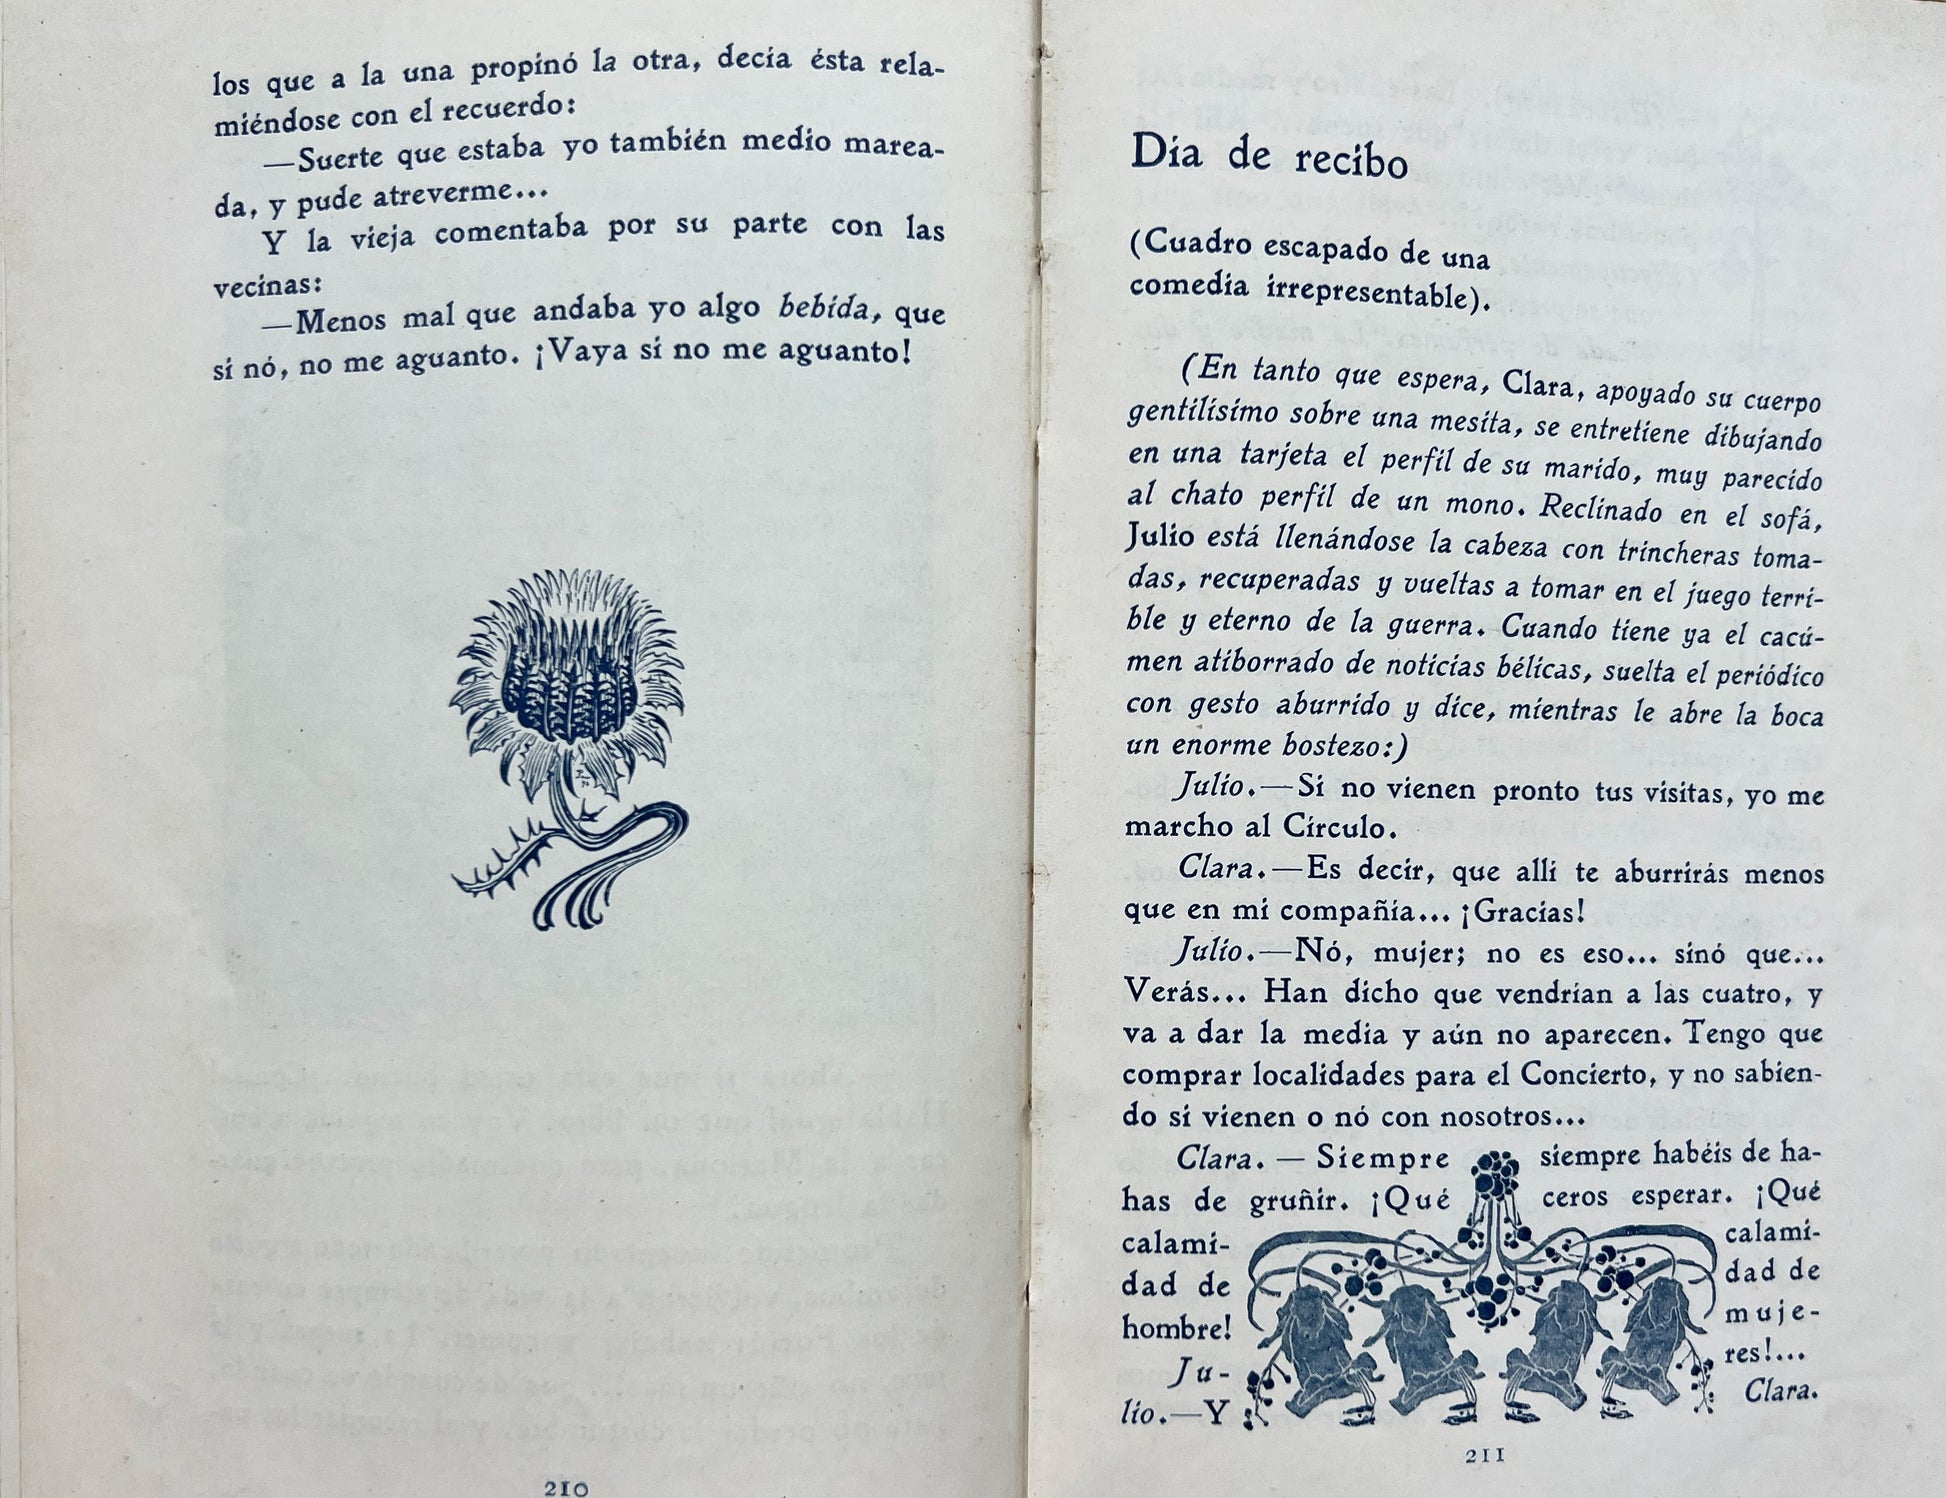 los que a la una propinó la otra, decía ésta rela-
miéndose con el recuerdo:
—Suerte que estaba yo también medio marea-
da, y pude atreverme...
Y la vieja comentaba por su parte con las
vecinas:
—Menos mal que andaba yo algo bebida, que
si nó, no me aguanto. ¡Vaya si no me aguanto!
210
Día de recibo
(Cuadro escapado de una
comedia irrepresentable).
(En tanto que espera, Clara, apoyado su cuerpo
gentilísimo sobre una mesita, se entretiene dibujando
en una tarjeta el perfil de su marido, muy parecido
al chato perfil de un mono. Reclinado en el sofá,
Julio está llenándose la cabeza con trincheras toma-
das, recuperadas y vueltas a tomar en el juego terri-
ble y eterno de la guerra. Cuando tiene ya el cacú-
men atiborrado de noticias bélicas, suelta el periódico
con gesto aburrido y dice, mientras le abre la boca
un enorme bostezo:)
Julio.—Si no vienen pronto tus visitas, yo me
marcho al Círculo.
Clara.—Es decir, que allí te aburrirás menos
que en mi compañía... ¡Gracias!
Julio.—Nó, mujer; no es eso... sinó que...
Verás... Han dicho que vendrían a las cuatro, y
va a dar la media y aún no aparecen. Tengo que
comprar localidades para el Concierto, y no sabien-
do si vienen o nó con nosotros...
Clara. — Siempre
has de gruñir. ¡Qué
calami-
dad de
hombre!
Ju-
lio.—Y
siempre habéis de ha-
ceros esperar. ¡Qué
calami-
dad de
muje-
res!...
Clara.
211